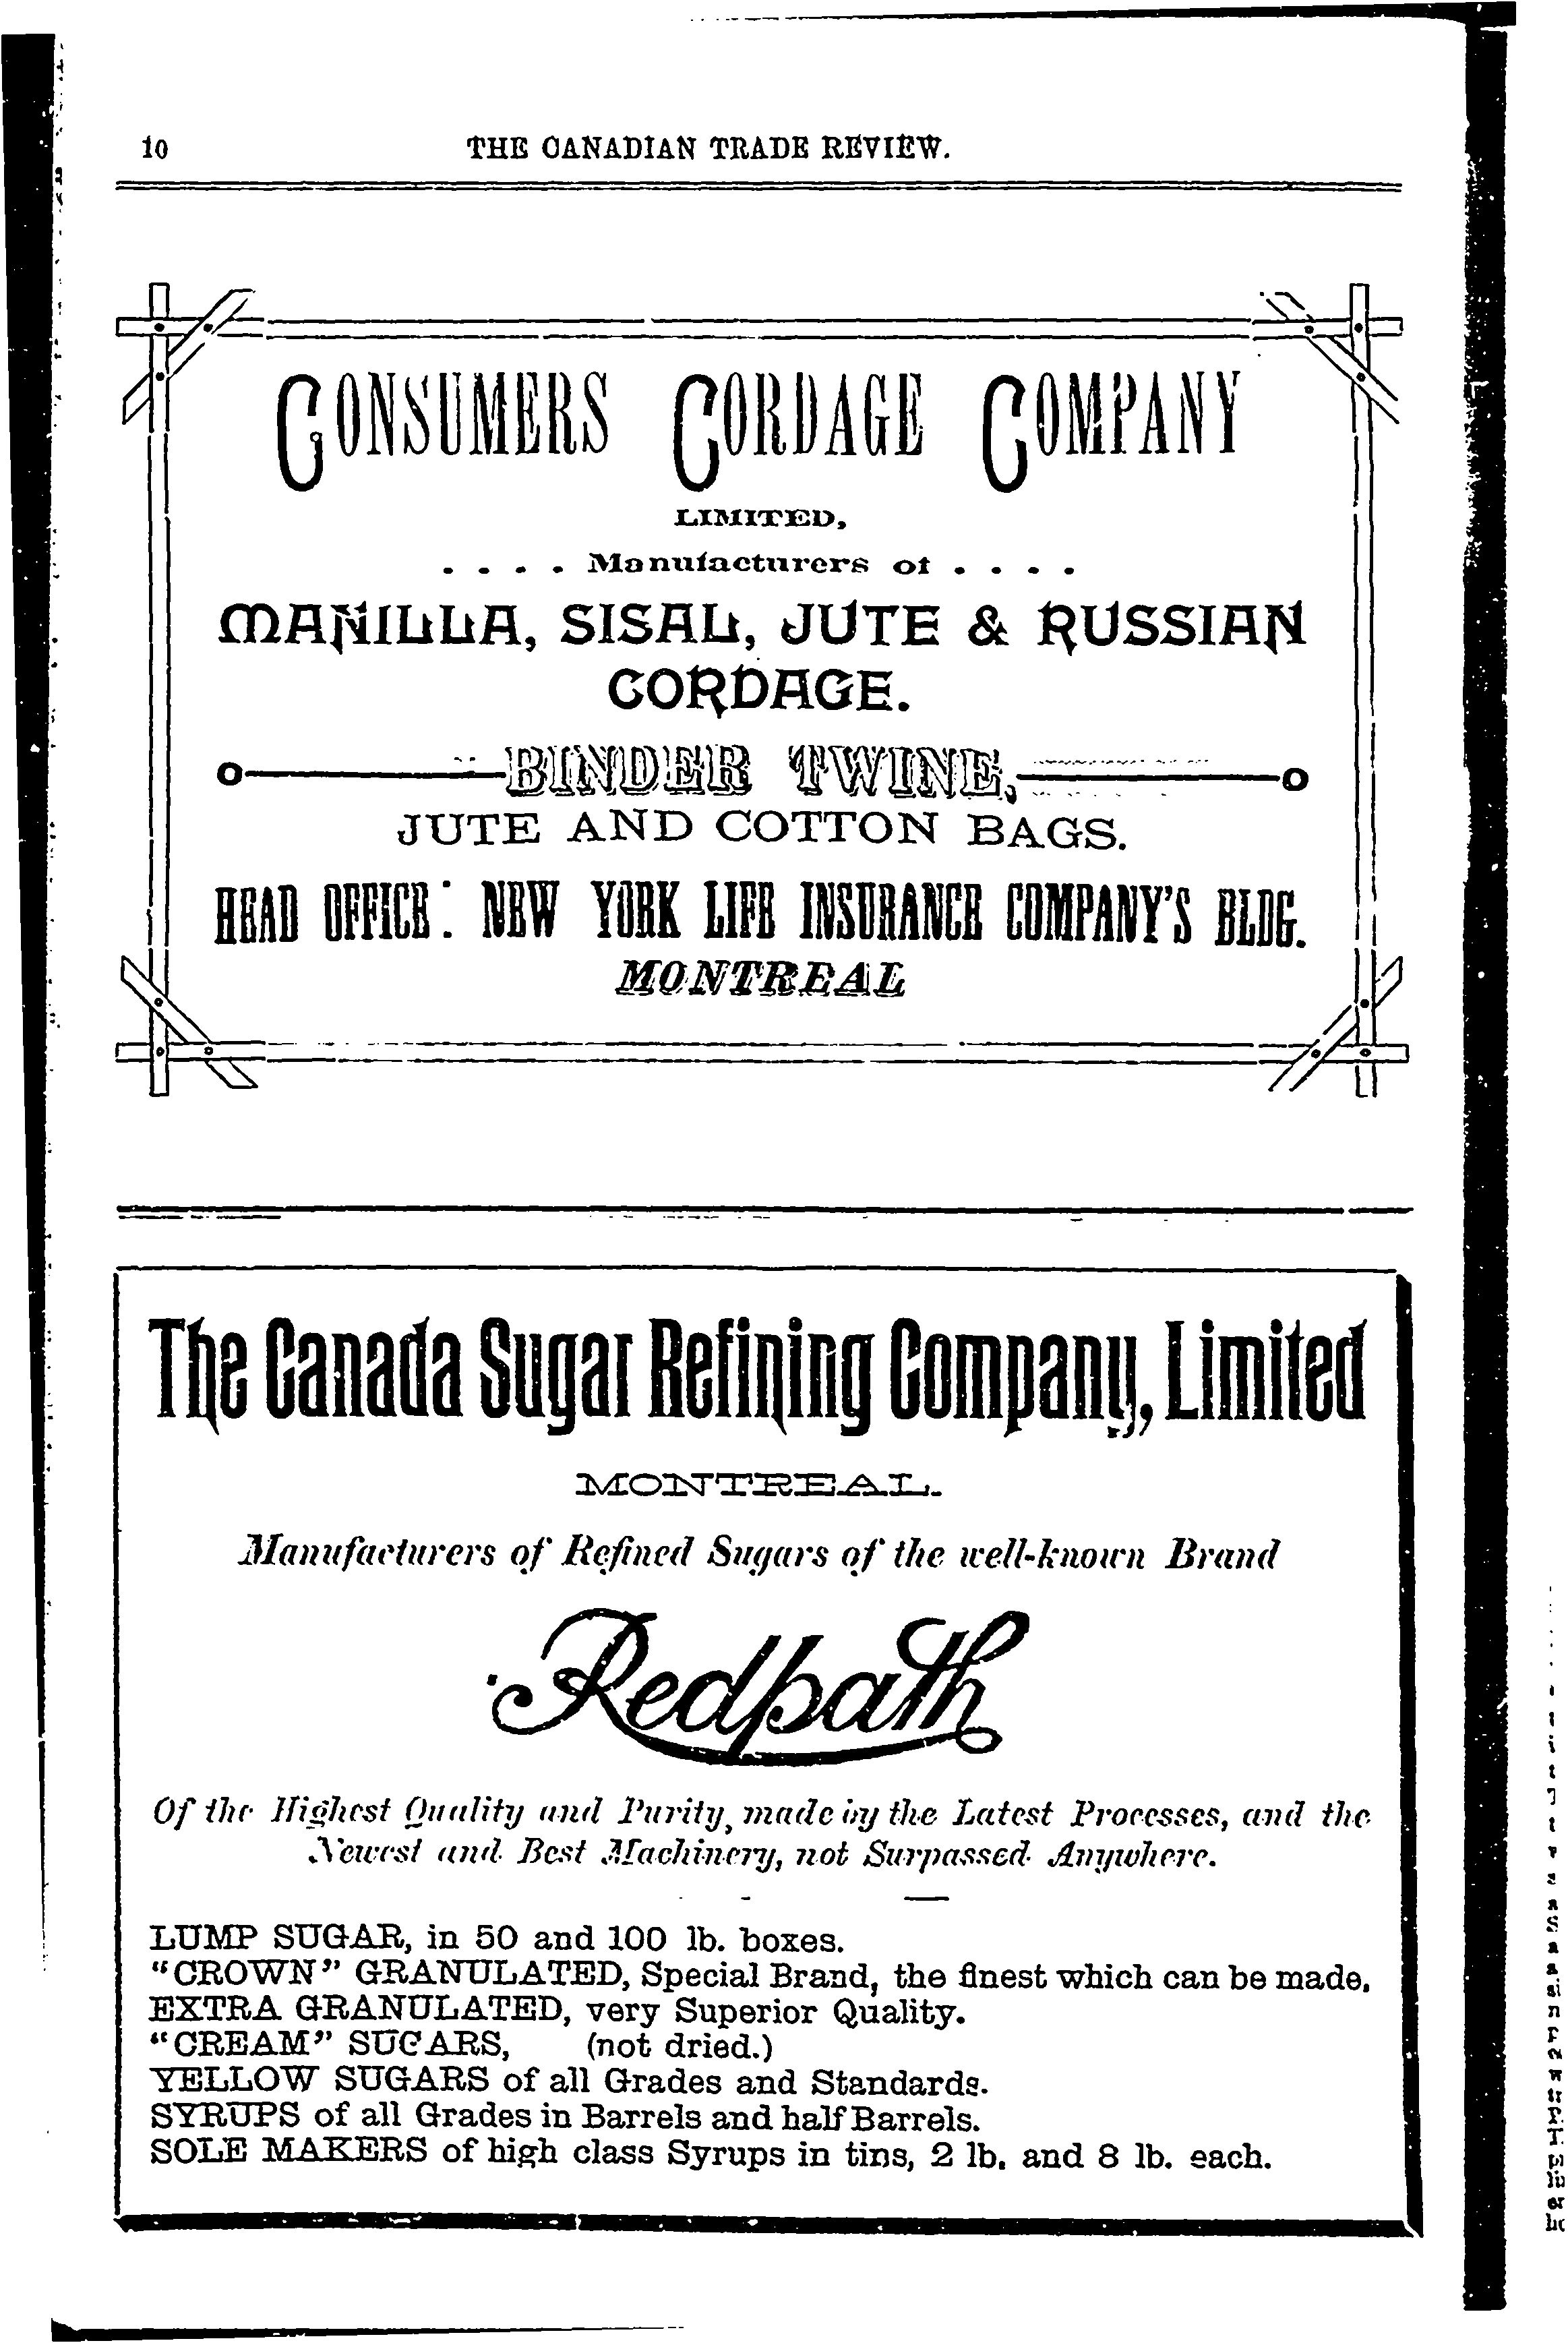 10
THE CANADIAN TRADE REVIEW.
CONSUMERS CORDAGE COMPANY
LIMITED,
. . . . Manufacturers of . . . .
MANILLA, SISAL, JUTE & RUSSIAN
CORDAGE.
BINDER TWINE,
JUTE AND COTTON BAGS.
HEAD OFFICE: NEW YORK LIFE INSURANCE COMPANY'S BLDG.
MONTREAL
The Canada Sugar Refining Company, Limited
MONTREAL.
Manufacturers of Refined Sugars of the well-known Brand
Redpath
Of the Highest Quality and Purity, made by the Latest Processes, and the
Newest and Best Machinery, not Surpassed Anywhere.
LUMP SUGAR, in 50 and 100 lb. boxes.
"CROWN" GRANULATED, Special Brand, the finest which can be made.
EXTRA GRANULATED, very Superior Quality.
"CREAM" SUGARS, (not dried.)
YELLOW SUGARS of all Grades and Standards.
SYRUPS of all Grades in Barrels and half Barrels.
SOLE MAKERS of high class Syrups in tins, 2 lb. and 8 lb. each.